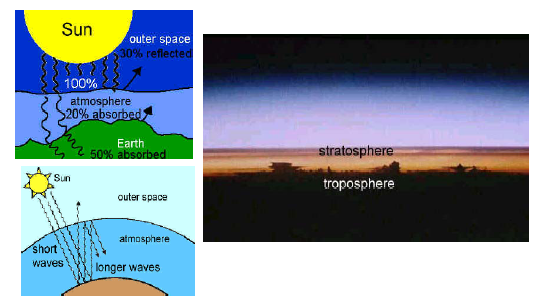 Sun
outer space
30% reflected
100%
atmosphere
20% absorbed
Earth
50% absorbed
stratosphere
troposphere
Sun
outer space
atmosphere
short
waves
longer waves